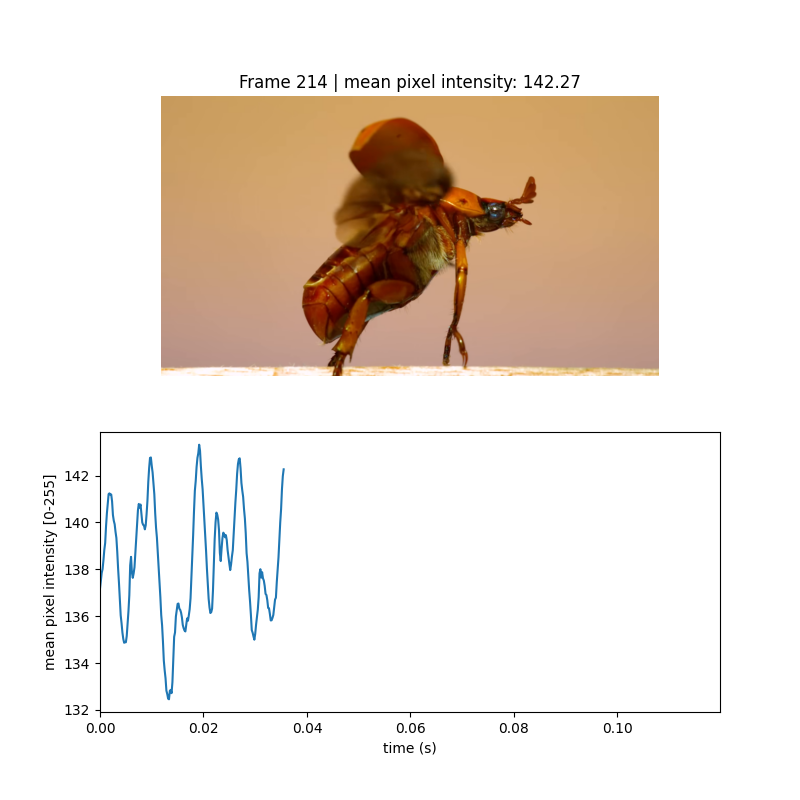 Frame 214 | mean pixel intensity: 142.27
142
140
138
136
134
132
mean pixel intensity [0-255]
0.00 0.02 0.04 0.06 0.08 0.10
time (s)